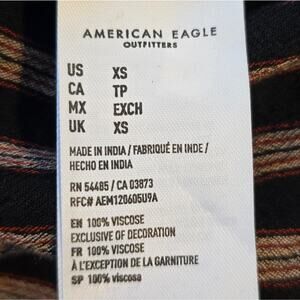 AMERICAN EAGLE
OUTFITTERS
US XS
CA TP
MX EXCH
UK XS
MADE IN INDIA / FABRIQUÉ EN INDE /
HECHO EN INDIA
RN 54485 / CA 03873
RFC# AEM120605U9A
EN 100% VISCOSE
EXCLUSIVE OF DECORATION
FR 100% VISCOSE
À L'EXCEPTION DE LA GARNITURE
SP 100% viscosa